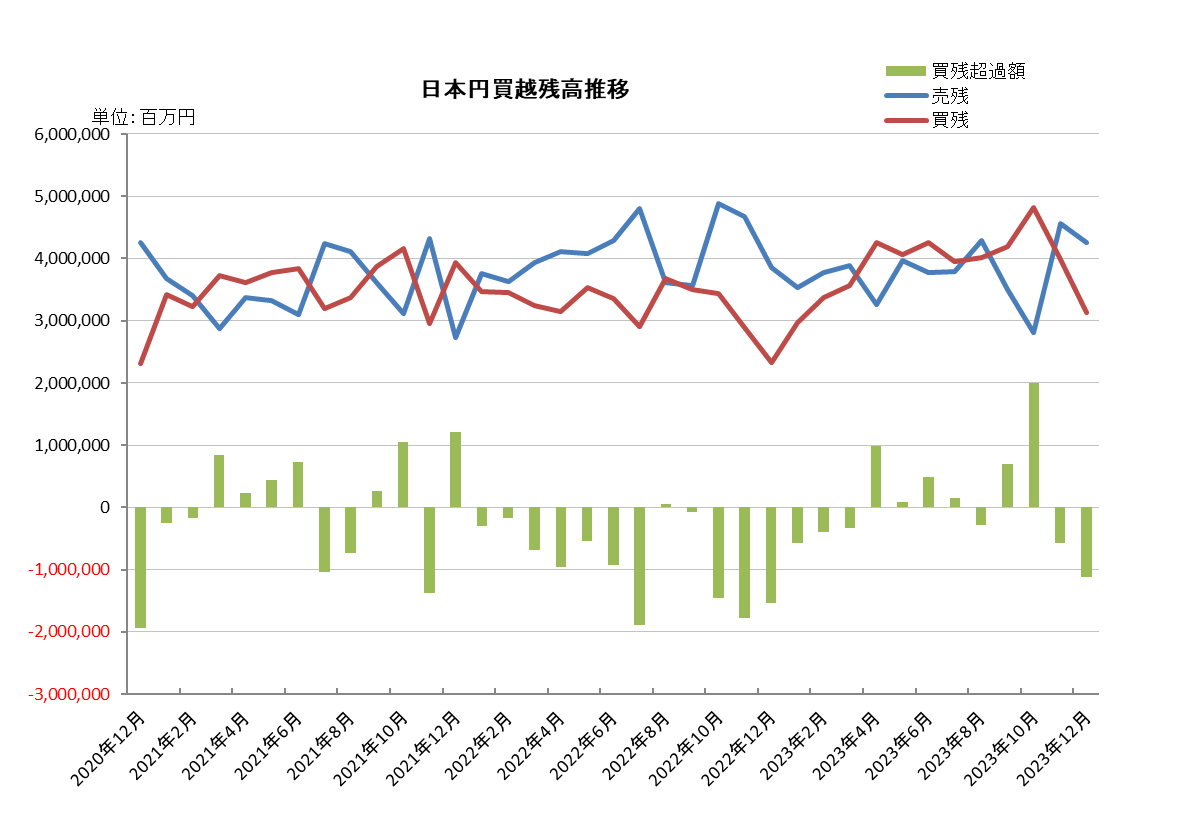 日本円買越残高推移
買残超過額
売残
買残
単位：百万円
6,000,000
5,000,000
4,000,000
3,000,000
2,000,000
1,000,000
0
-1,000,000
-2,000,000
-3,000,000
2020年12月
2021年2月
2021年4月
2021年6月
2021年8月
2021年10月
2021年12月
2022年2月
2022年4月
2022年6月
2022年8月
2022年10月
2022年12月
2023年2月
2023年4月
2023年6月
2023年8月
2023年10月
2023年12月